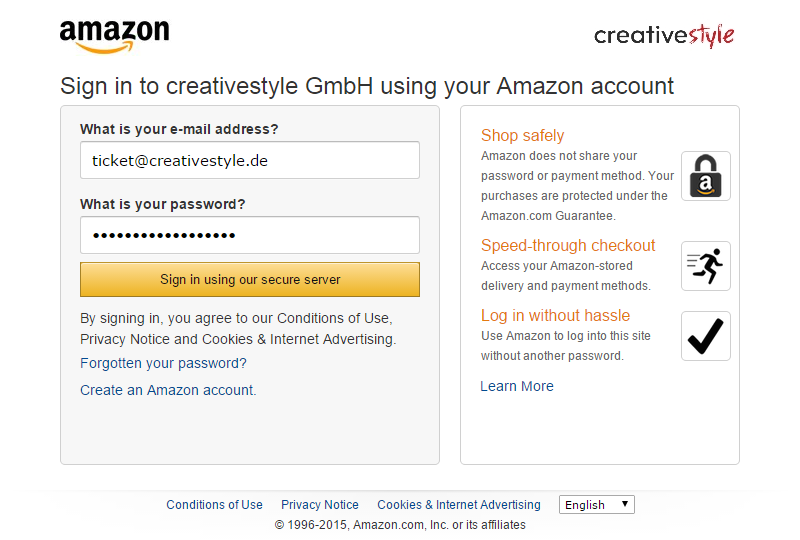 amazon
creativestyle
Sign in to creativestyle GmbH using your Amazon account
What is your e-mail address?
ticket@creativestyle.de
What is your password?
••••••••••••••••••
Sign in using our secure server
By signing in, you agree to our Conditions of Use,
Privacy Notice and Cookies & Internet Advertising.
Forgotten your password?
Create an Amazon account.
Shop safely
Amazon does not share your
password or payment method. Your
purchases are protected under the
Amazon.com Guarantee.
a
Speed-through checkout
Access your Amazon-stored
delivery and payment methods.
Log in without hassle
Use Amazon to log into this site
without another password.
Learn More
Conditions of Use Privacy Notice Cookies & Internet Advertising English
© 1996-2015, Amazon.com, Inc. or its affiliates